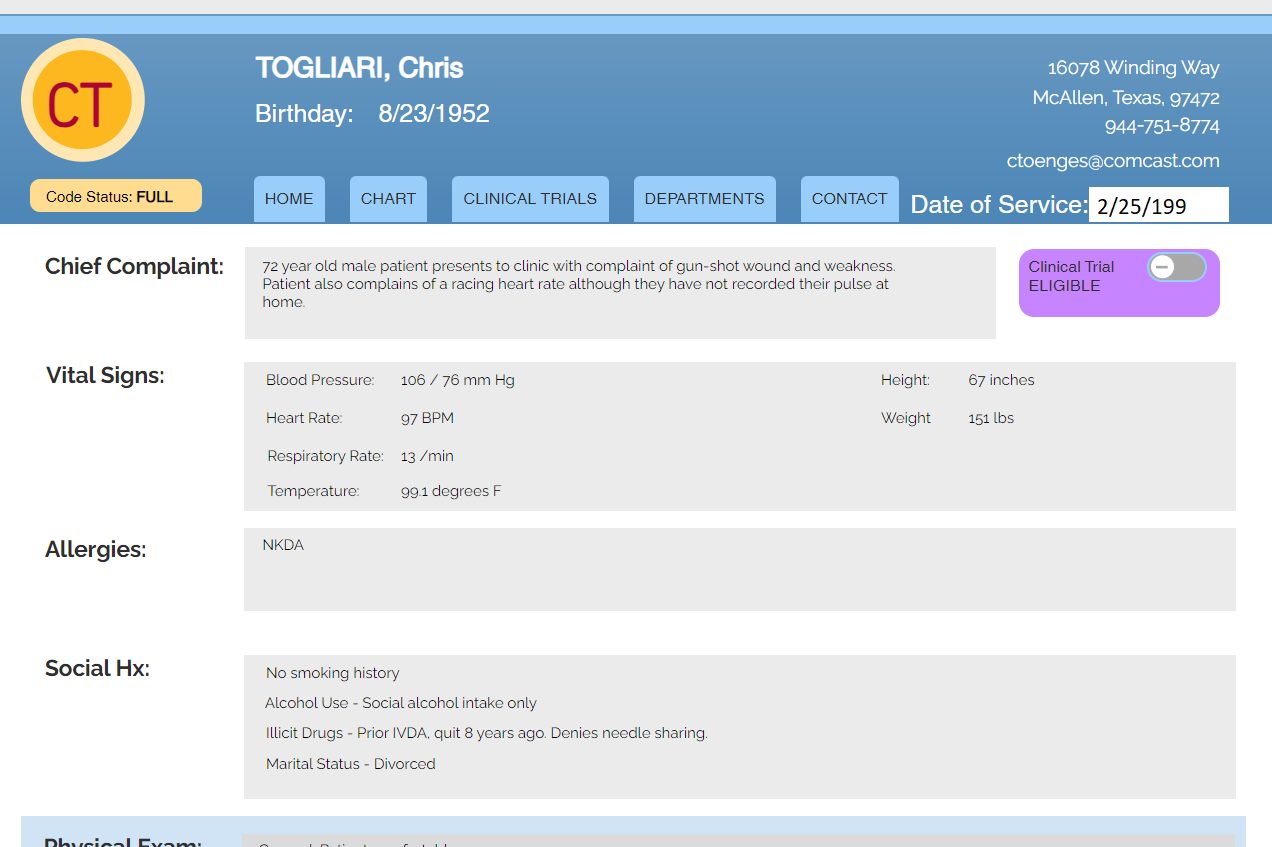 CT
TOGLIARI, Chris
Birthday: 8/23/1952
16078 Winding Way
McAllen, Texas, 97472
944-751-8774
ctoenges@comcast.com
Code Status: FULL
HOME CHART CLINICAL TRIALS DEPARTMENTS CONTACT
Date of Service: 2/25/199
Chief Complaint:
72 year old male patient presents to clinic with complaint of gun-shot wound and weakness.
Patient also complains of a racing heart rate although they have not recorded their pulse at
home.
Clinical Trial
ELIGIBLE
Vital Signs:
Blood Pressure: 106 / 76 mm Hg
Height: 67 inches
Heart Rate: 97 BPM
Weight 151 lbs
Respiratory Rate: 13 /min
Temperature: 99.1 degrees F
Allergies:
NKDA
Social Hx:
No smoking history
Alcohol Use - Social alcohol intake only
Illicit Drugs - Prior IVDA, quit 8 years ago. Denies needle sharing.
Marital Status - Divorced
Physical Exam: